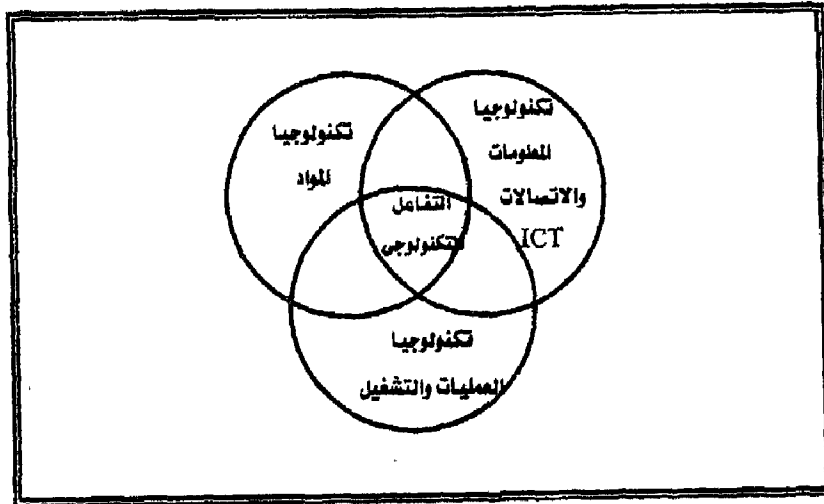 تكنولوجيا
المواد
تكنولوجيا
المعلومات
والاتصالات
ICT
التفاعل
التكنولوجي
تكنولوجيا
العمليات والتشغيل